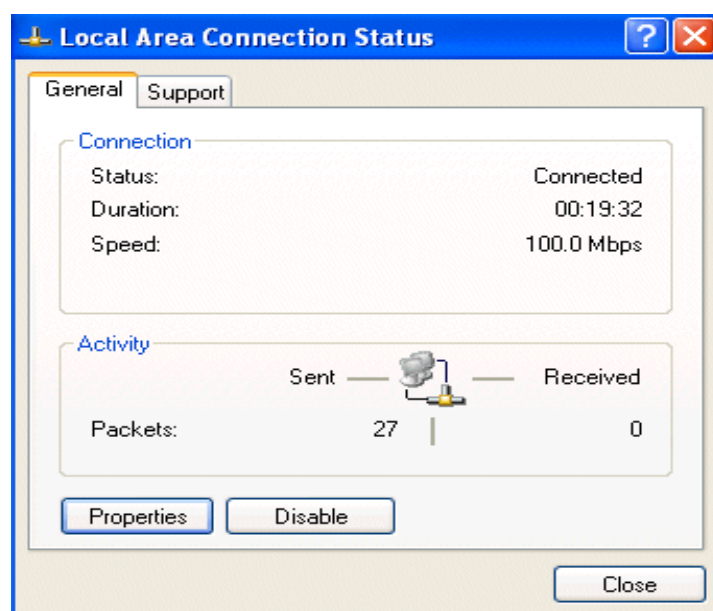 Local Area Connection Status
General Support
Connection
Status: Connected
Duration: 00:19:32
Speed: 100.0 Mbps
Activity
Sent Received
Packets: 27 0
Properties Disable
Close